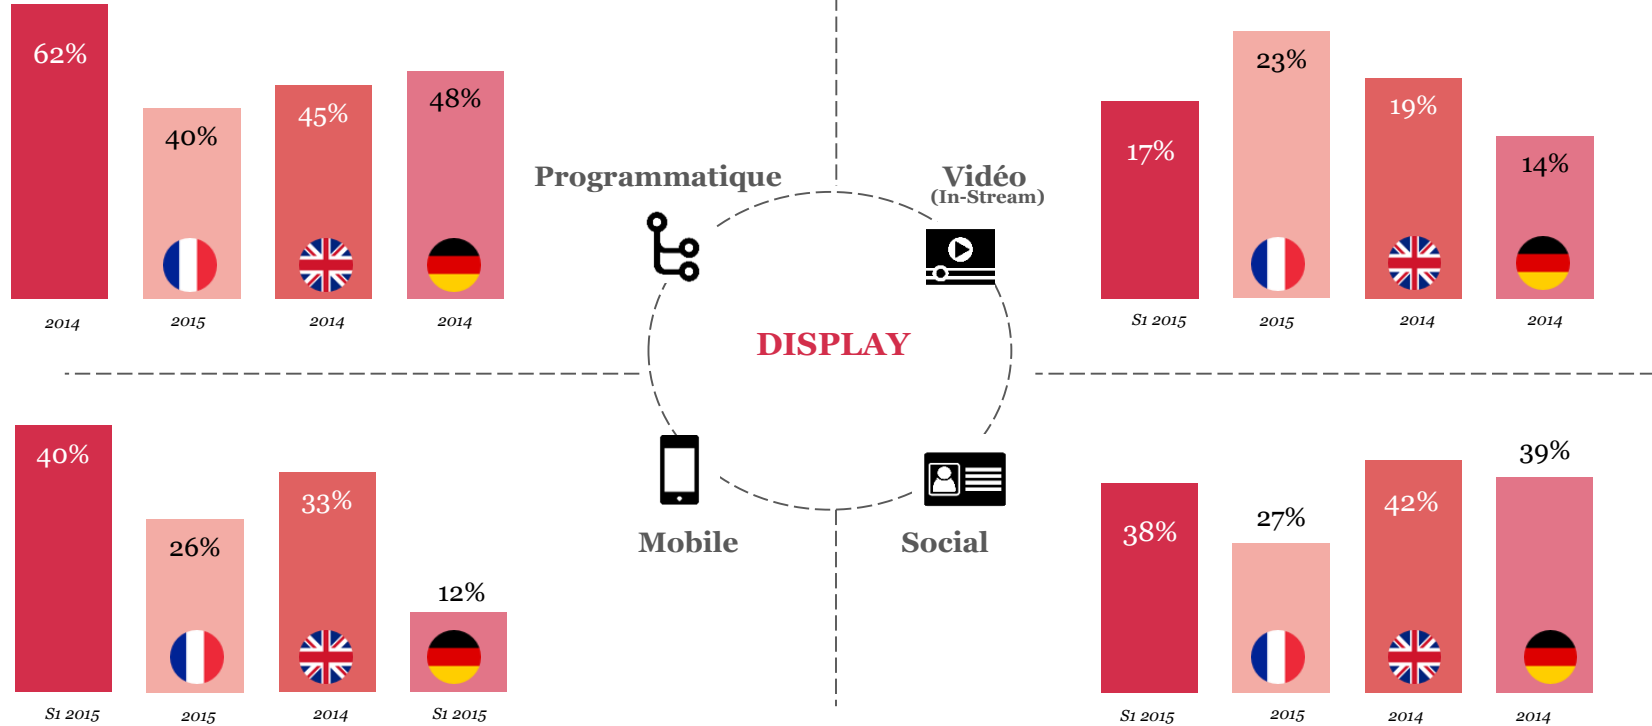 62%
40%
45%
48%
2014
2015
2014
2014
Programmatique
Vidéo
(In-Stream)
17%
23%
19%
14%
S1 2015
2015
2014
2014
DISPLAY
40%
26%
33%
12%
S1 2015
2015
2014
S1 2015
Mobile
Social
38%
27%
42%
39%
S1 2015
2015
2014
2014